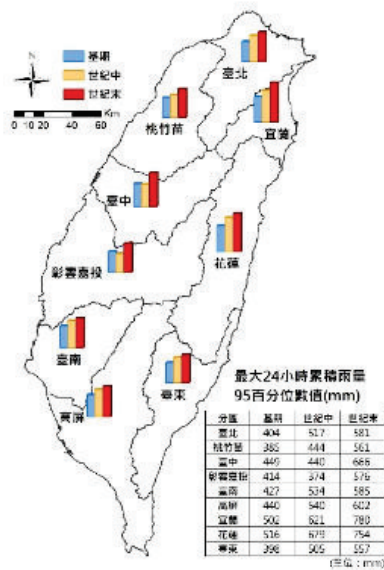 N
基期
世紀中
世紀末
Km
0 10 20 40 60
臺北
桃竹苗
宜蘭
臺中
彰雲嘉投
花蓮
臺南
高屏
臺東
最大24小時累積雨量
95百分位數值(mm)
分區 基期 世紀中 世紀末
臺北 404 517 581
桃竹苗 385 444 561
臺中 449 440 666
彰雲嘉投 414 374 576
臺南 427 534 585
高屏 440 540 602
宜蘭 502 621 780
花蓮 516 679 754
臺東 398 505 557
(單位：mm)